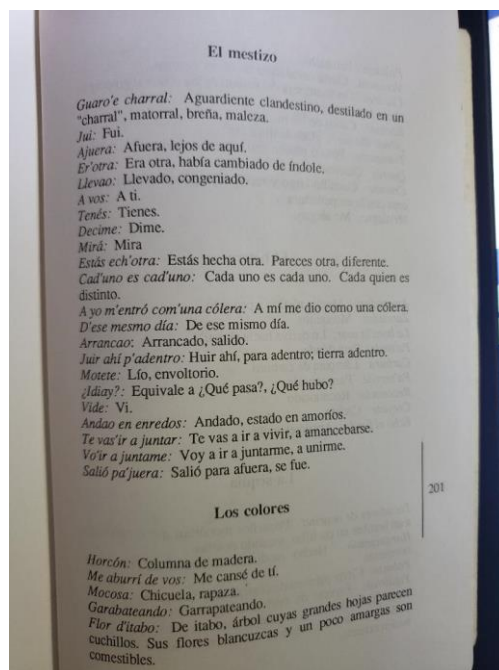 El mestizo
Guaro'e charral: Aguardiente clandestino, destilado en un
"charral", matorral, breña, maleza.
Jui: Fui.
Ajuera: Afuera, lejos de aquí.
Er'otra: Era otra, había cambiado de índole.
Llevao: Llevado, congeniado.
A vos: A ti.
Tenés: Tienes.
Decime: Dime.
Mirá: Mira
Estás ech'otra: Estás hecha otra. Pareces otra, diferente.
Cad'uno es cad'uno: Cada uno es cada uno. Cada quien es
distinto.
A yo m'entró com'una cólera: A mí me dio como una cólera.
D'ese mesmo día: De ese mismo día.
Arrancao: Arrancado, salido.
Juir ahí p'adentro: Huir ahí, para adentro; tierra adentro.
Motete: Lío, envoltorio.
¿Idiay?: Equivale a ¿Qué pasa?, ¿Qué hubo?
Vide: Vi.
Andao en enredos: Andado, estado en amoríos.
Te vas'ir a juntar: Te vas a ir a vivir, a amancebarse.
Vo'ir a juntame: Voy a ir a juntarme, a unirme.
Salió pa'juera: Salió para afuera, se fue.
201
Los colores
Horcón: Columna de madera.
Me aburrí de vos: Me cansé de tí.
Mocosa: Chicuela, rapaza.
Garabateando: Garrapateando.
Flor d'itabo: De itabo, árbol cuyas grandes hojas parecen
cuchillos. Sus flores blancuzcas y un poco amargas son
comestibles.